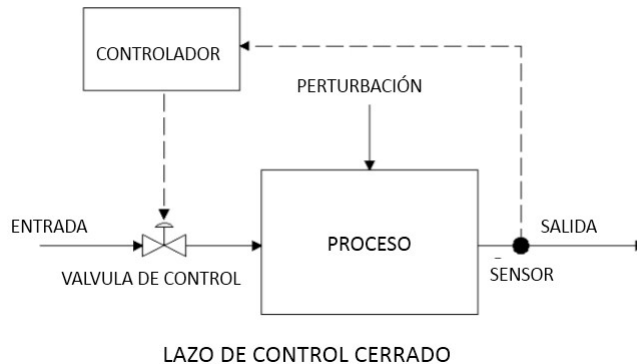 CONTROLADOR
PERTURBACIÓN
ENTRADA
PROCESO
SALIDA
VALVULA DE CONTROL
SENSOR
LAZO DE CONTROL CERRADO